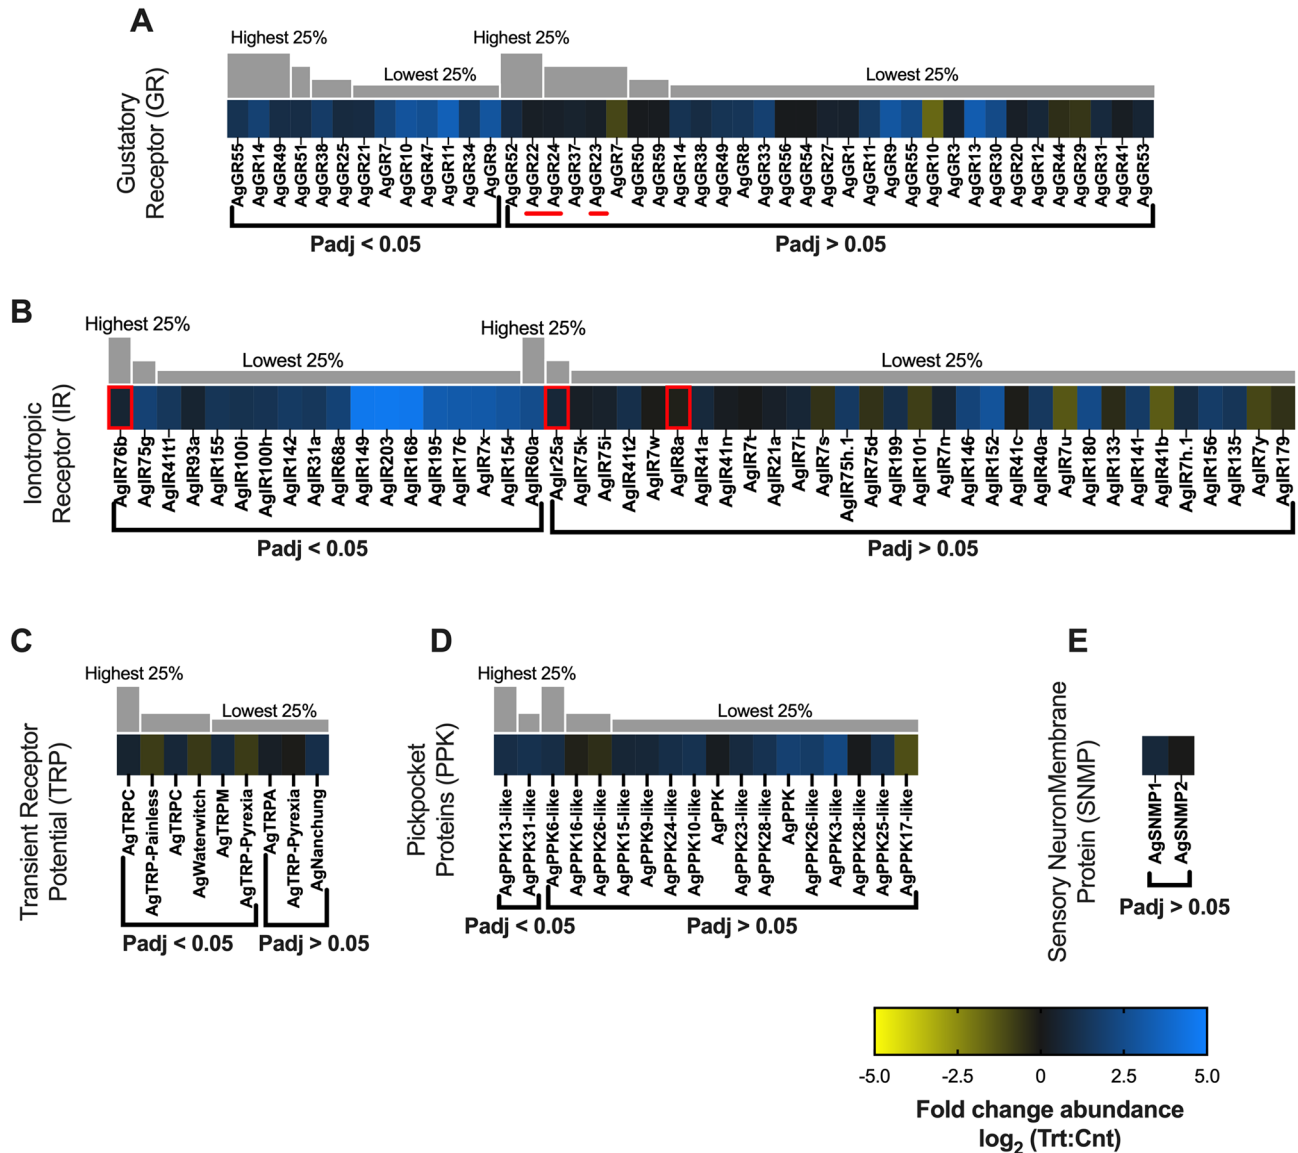 A
Highest 25%
Lowest 25%
Highest 25%
Lowest 25%
Gustatory
Receptor (GR)
AgGR55
AgGR14
AgGR49
AgGR51
AgGR38
AgGR25
AgGR21
AgGR7
AgGR10
AgGR47
AgGR11
AgGR34
AgGR9
AgGR52
AgGR22
AgGR24
AgGR37
AgGR23
AgGR7
AgGR50
AgGR59
AgGR14
AgGR38
AgGR49
AgGR8
AgGR33
AgGR56
AgGR54
AgGR27
AgGR1
AgGR11
AgGR9
AgGR55
AgGR10
AgGR3
AgGR13
AgGR30
AgGR20
AgGR12
AgGR44
AgGR29
AgGR31
AgGR41
AgGR53
Padj < 0.05
Padj > 0.05
B
Highest 25%
Lowest 25%
Highest 25%
Lowest 25%
Ionotropic
Receptor (IR)
AgIR76b
AgIR75g
AgIR41t1
AgIR93a
AgIR155
AgIR100i
AgIR100h
AgIR142
AgIR31a
AgIR68a
AgIR149
AgIR203
AgIR168
AgIR195
AgIR176
AgIR7x
AgIR154
AgIR60a
AgIr25a
AgIR75k
AgIR75i
AgIR41t2
AgIR7w
AgIR8a
AgIR41a
AgIR41n
AgIR7t
AgIR21a
AgIR7i
AgIR7s
AgIR75h.1
AgIR75d
AgIR199
AgIR101
AgIR7n
AgIR146
AgIR152
AgIR41c
AgIR40a
AgIR7u
AgIR180
AgIR133
AgIR141
AgIR41b
AgIR7h.1
AgIR156
AgIR135
AgIR7y
AgIR179
Padj < 0.05
Padj > 0.05
C
Highest 25%
Lowest 25%
Transient Receptor
Potential (TRP)
AgTRPC
AgTRP-Painless
AgTRPC
AgWaterwitch
AgTRPM
AgTRP-Pyrexia
AgTRPA
AgTRP-Pyrexia
AgNanchung
Padj < 0.05
Padj > 0.05
D
Highest 25%
Lowest 25%
Pickpocket
Proteins (PPK)
AgPPK13-like
AgPPK31-like
AgPPK6-like
AgPPK16-like
AgPPK26-like
AgPPK15-like
AgPPK9-like
AgPPK24-like
AgPPK10-like
AgPPK
AgPPK23-like
AgPPK28-like
AgPPK
AgPPK26-like
AgPPK3-like
AgPPK28-like
AgPPK25-like
AgPPK17-like
Padj < 0.05
Padj > 0.05
E
Sensory NeuronMembrane
Protein (SNMP)
AgSNMP1
AgSNMP2
Padj > 0.05
-5.0
-2.5
0
2.5
5.0
Fold change abundance
log2 (Trt:Cnt)